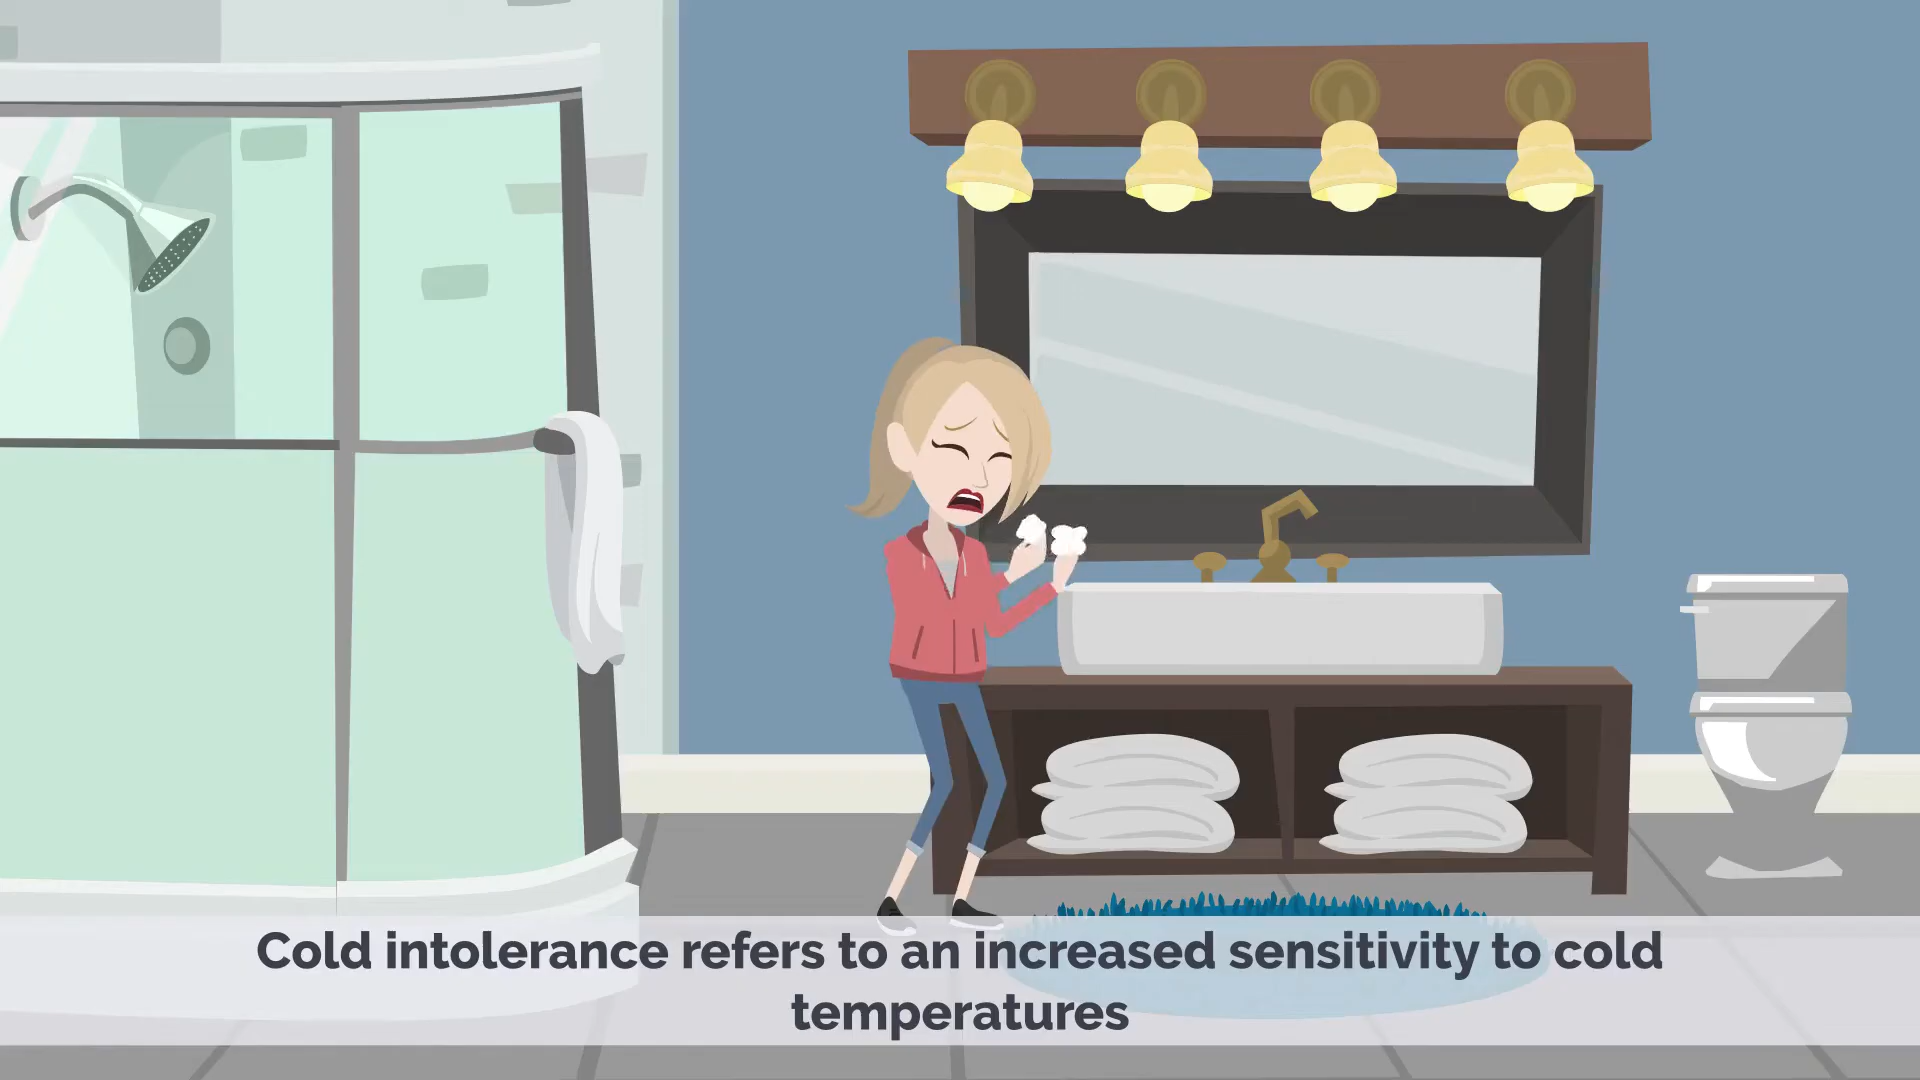 Cold intolerance refers to an increased sensitivity to cold
temperatures